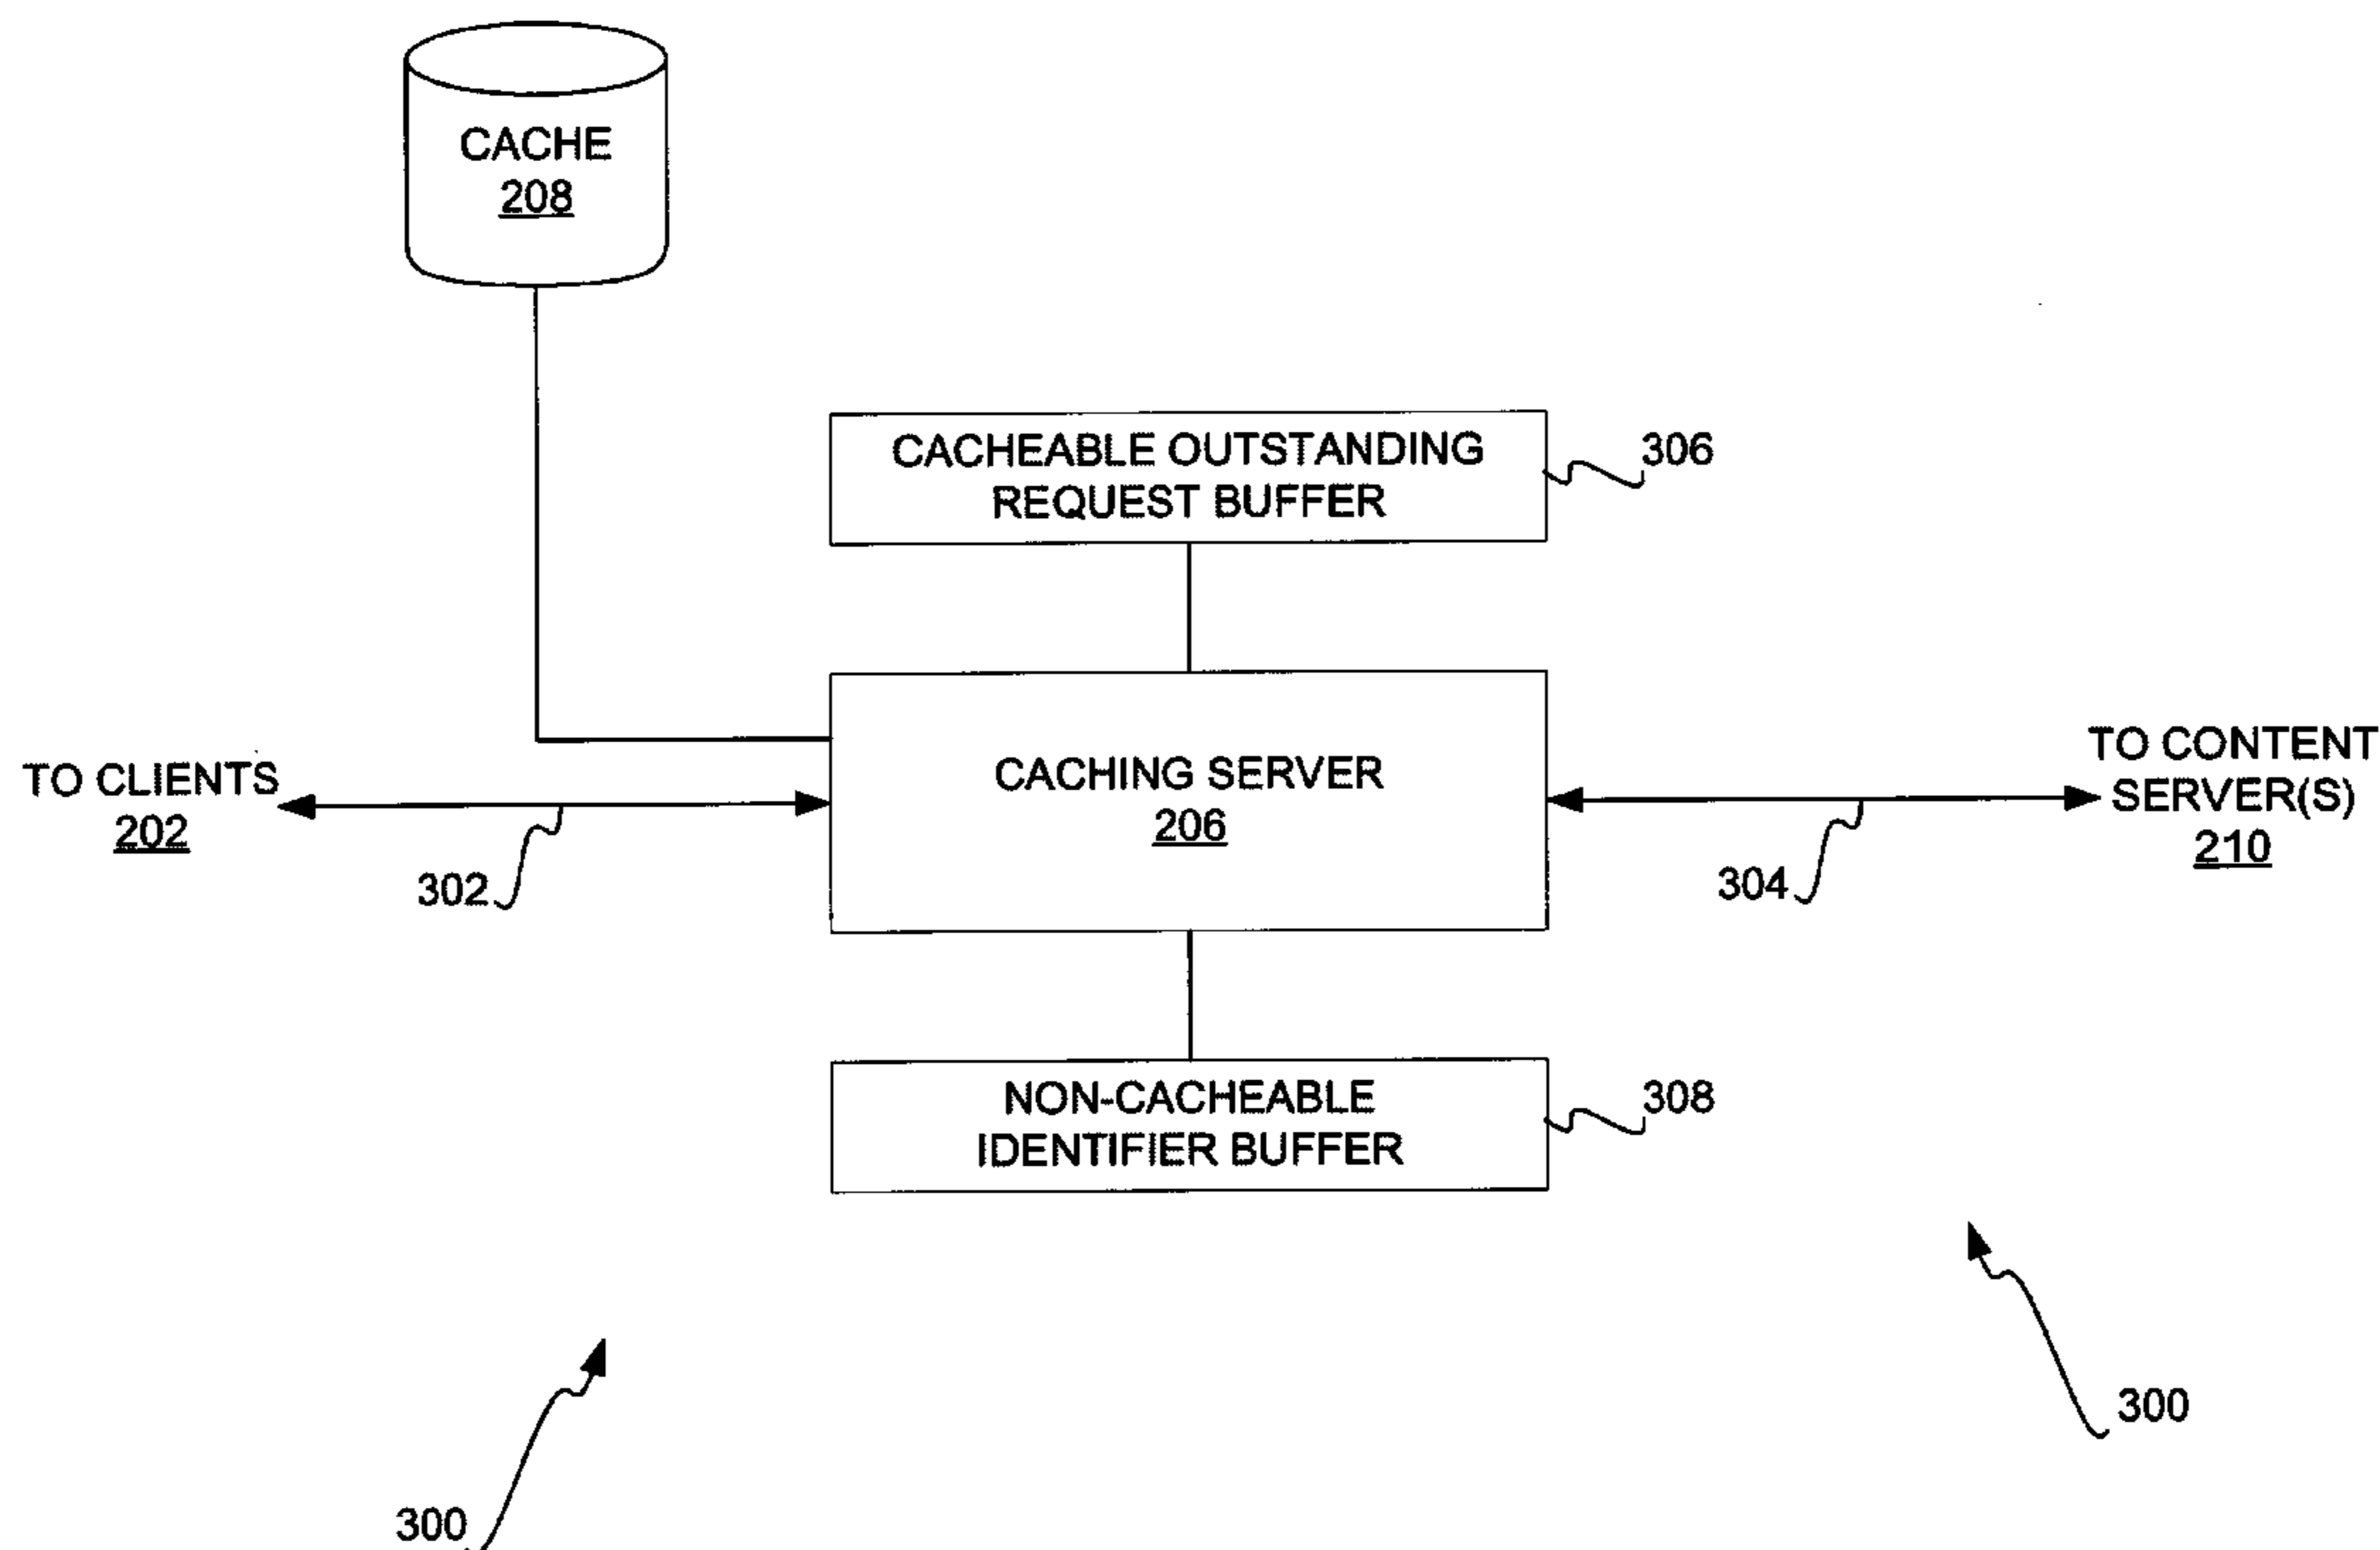 CACHE
208
CACHEABLE OUTSTANDING
REQUEST BUFFER
306
TO CLIENTS
202
302
CACHING SERVER
206
304
TO CONTENT
SERVER(S)
210
NON-CACHEABLE
IDENTIFIER BUFFER
308
300
300